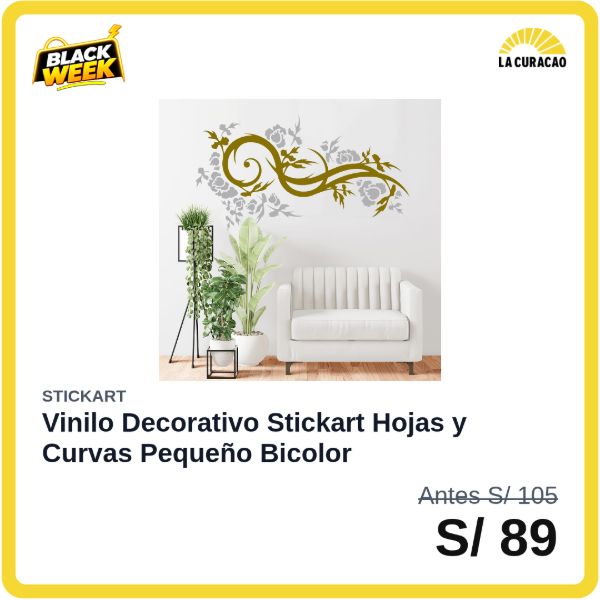 BLACK
WEEK
LA CURACAO
STICKART
Vinilo Decorativo Stickart Hojas y
Curvas Pequeño Bicolor
Antes S/ 105
S/ 89